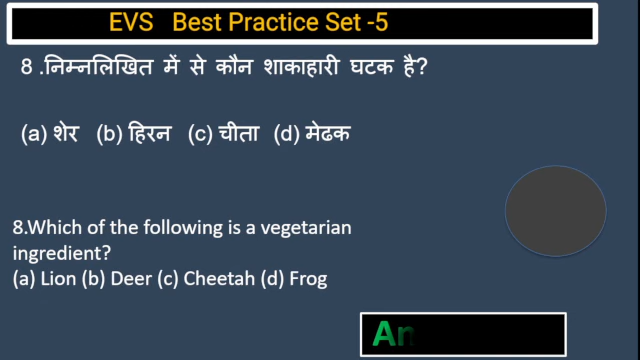 EVS Best Practice Set -5
8 .निम्नलिखित में से कौन शाकाहारी घटक है?
(a) शेर (b) हिरन (c) चीता (d) मेढक
8.Which of the following is a vegetarian
ingredient?
(a) Lion (b) Deer (c) Cheetah (d) Frog
An